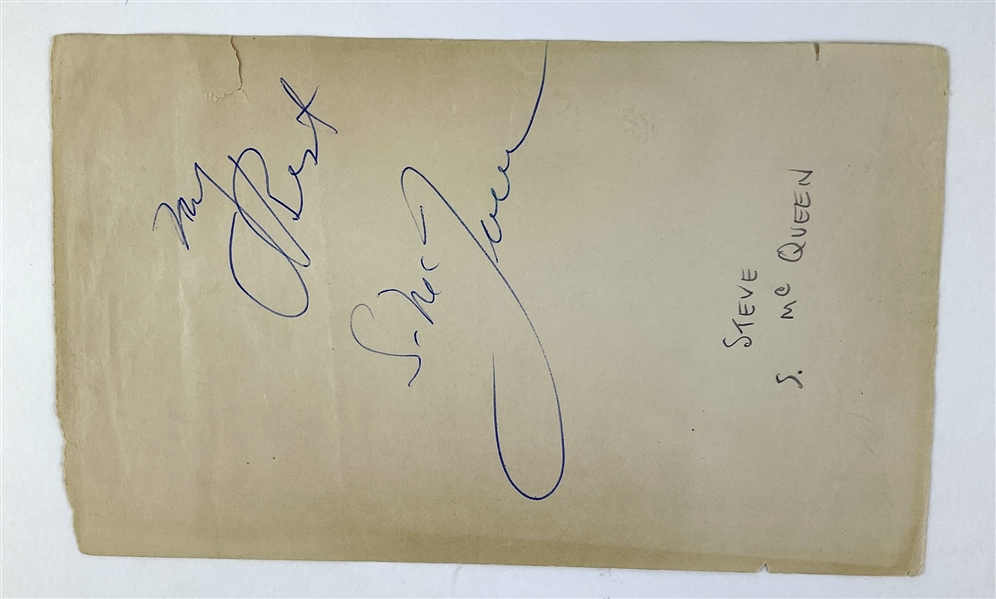 My
Best
S. McQueen
STEVE
S. MC QUEEN